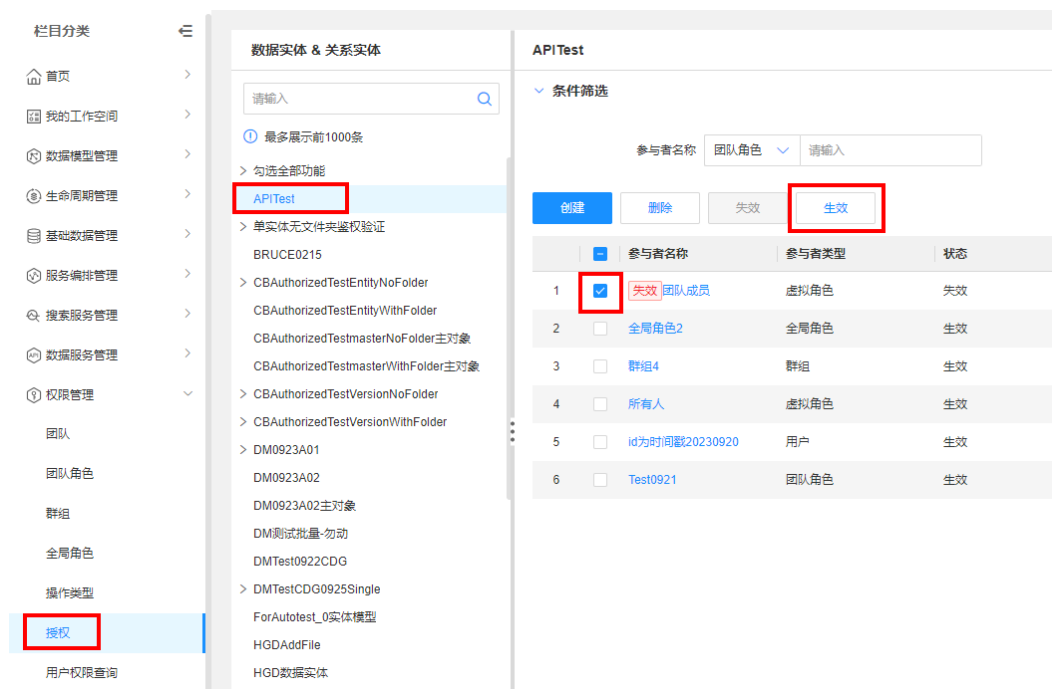 栏目分类
首页
我的工作空间
数据模型管理
生命周期管理
基础数据管理
服务编排管理
搜索服务管理
API 数据服务管理
权限管理
团队
团队角色
群组
全局角色
操作类型
授权
用户权限查询
数据实体 & 关系实体
请输入
最多展示前1000条
勾选全部功能
APITest
单实体无文件夹鉴权验证
BRUCE0215
CBAuthorizedTestEntityNoFolder
CBAuthorizedTestEntityWithFolder
CBAuthorizedTestmasterNoFolder主对象
CBAuthorizedTestmasterWithFolder主对象
CBAuthorizedTestVersionNoFolder
CBAuthorizedTestVersionWithFolder
DM0923A01
DM0923A02
DM0923A02主对象
DM测试批量-勿动
DMTest0922CDG
DMTestCDG0925Single
ForAutotest_0实体模型
HGDAddFile
HGD数据实体
APITest
条件筛选
参与者名称 团队角色 请输入
创建 删除 失效 生效
参与者名称 参与者类型 状态
1 失效 团队成员 虚拟角色 失效
2 全局角色2 全局角色 生效
3 群组4 群组 生效
4 所有人 虚拟角色 生效
5 id为时间戳20230920 用户 生效
6 Test0921 团队角色 生效